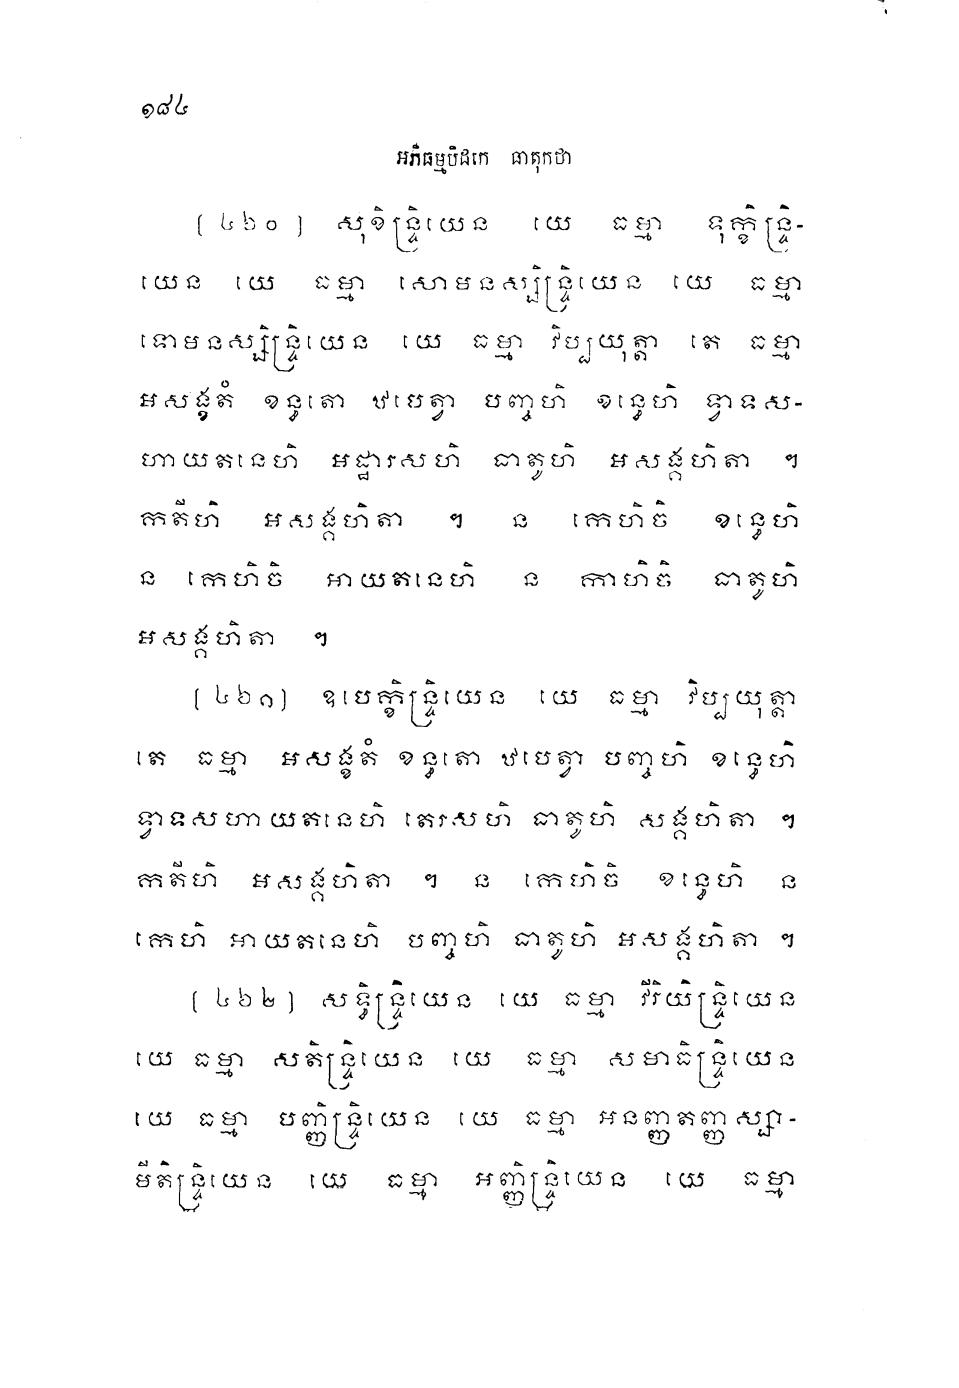 ១៨៤
អភិធម្មបិដកេ ធាតុកថា
[ ៤៦០ ] សុខិន្ទ្រិយេន យេ ធម្មា ទុក្ខិន្ទ្រិ-
យេន យេ ធម្មា សោមនស្សិន្ទ្រិយេន យេ ធម្មា
ទោមនស្សិន្ទ្រិយេន យេ ធម្មា វិប្បយុត្តា តេ ធម្មា
អសង្ខតំ ខន្ធតោ ឋបេត្វា បញ្ចហិ ខន្ធេហិ ទ្វាទស-
ហាយតនេហិ អដ្ឋារសហិ ធាតូហិ អសង្គហិតា ។
កតីហិ អសង្គហិតា ។ ន កេហិចិ ខន្ធេហិ
ន កេហិចិ អាយតនេហិ ន កាហិចិ ធាតូហិ
អសង្គហិតា ។
[ ៤៦១ ] ឧបេក្ខិន្ទ្រិយេន យេ ធម្មា វិប្បយុត្តា
តេ ធម្មា អសង្ខតំ ខន្ធតោ ឋបេត្វា បញ្ចហិ ខន្ធេហិ
ទ្វាទសហាយតនេហិ តេរសហិ ធាតូហិ សង្គហិតា ។
កតីហិ អសង្គហិតា ។ ន កេហិចិ ខន្ធេហិ ន
កេហិ អាយតនេហិ បញ្ចហិ ធាតូហិ អសង្គហិតា ។
[ ៤៦២ ] សទ្ធិន្ទ្រិយេន យេ ធម្មា វីរិយិន្ទ្រិយេន
យេ ធម្មា សតិន្ទ្រិយេន យេ ធម្មា សមាធិន្ទ្រិយេន
យេ ធម្មា បញ្ញិន្ទ្រិយេន យេ ធម្មា អនញ្ញតញ្ញស្សា-
មីតិន្ទ្រិយេន យេ ធម្មា អញ្ញិន្ទ្រិយេន យេ ធម្មា